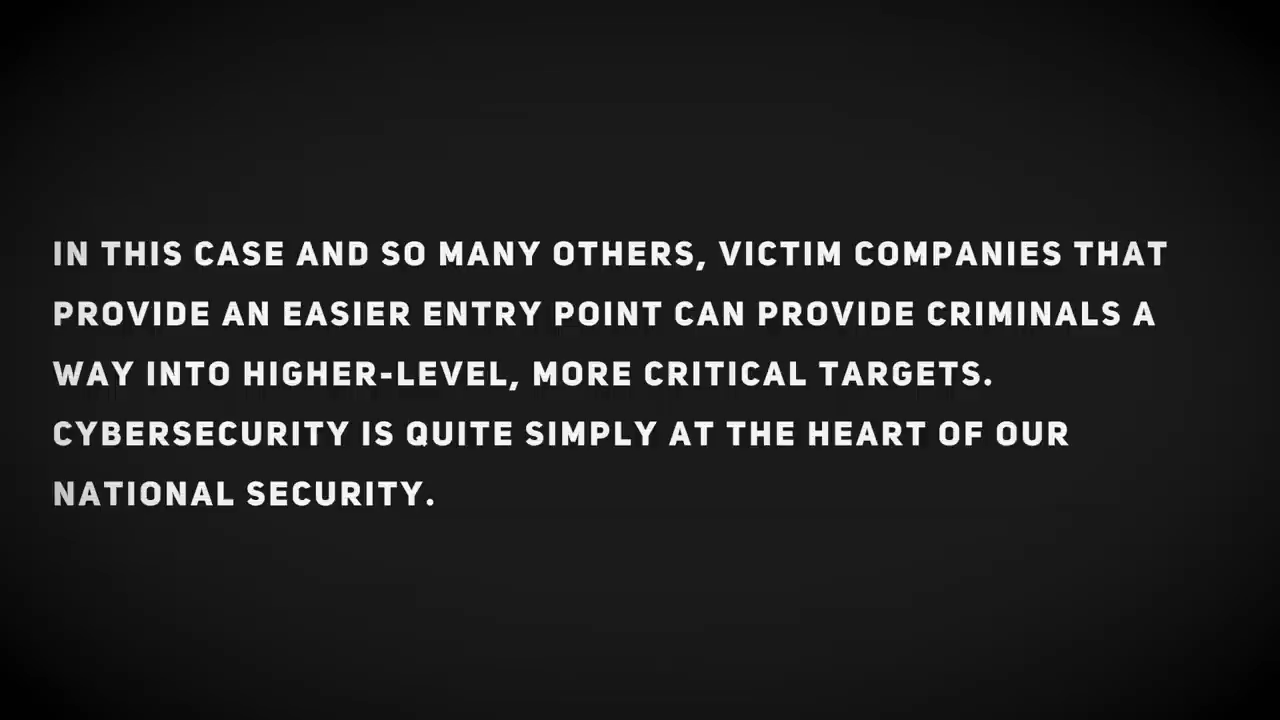 IN THIS CASE AND SO MANY OTHERS, VICTIM COMPANIES THAT
PROVIDE AN EASIER ENTRY POINT CAN PROVIDE CRIMINALS A
WAY INTO HIGHER-LEVEL, MORE CRITICAL TARGETS.
CYBERSECURITY IS QUITE SIMPLY AT THE HEART OF OUR
NATIONAL SECURITY.